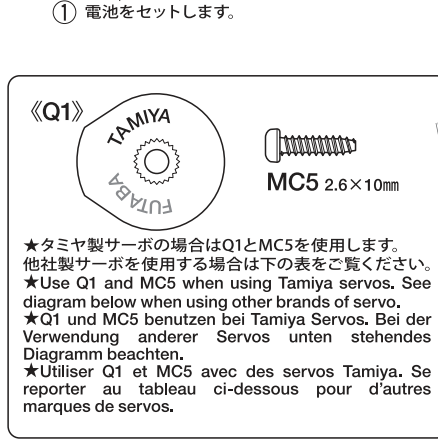 ① 電池をセットします。
《Q1》
TAMIYA
FUTABA
MC5 2.6×10㎜
★タミヤ製サーボの場合はQ1とMC5を使用します。
他社製サーボを使用する場合は下の表をご覧ください。
★Use Q1 and MC5 when using Tamiya servos. See
diagram below when using other brands of servo.
★Q1 und MC5 benutzen bei Tamiya Servos. Bei der
Verwendung anderer Servos unten stehendes
Diagramm beachten.
★Utiliser Q1 et MC5 avec des servos Tamiya. Se
reporter au tableau ci-dessous pour d'autres
marques de servos.